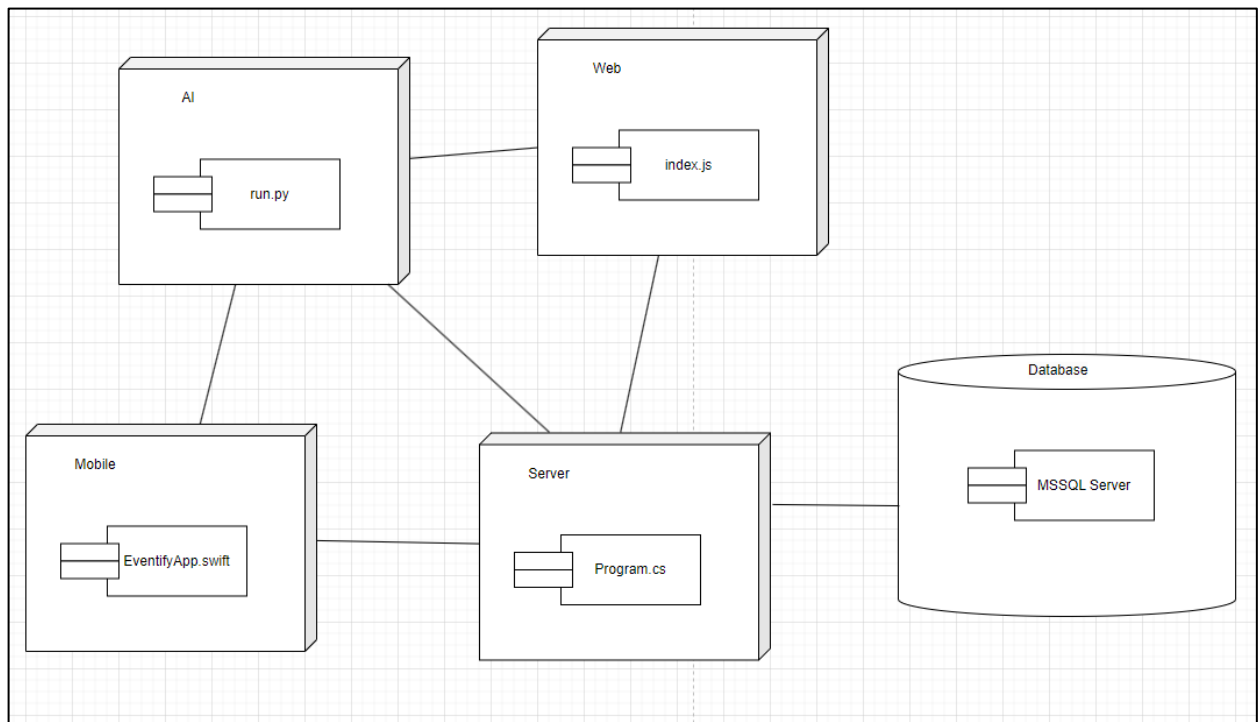 AI
run.py
Web
index.js
Mobile
EventifyApp.swift
Server
Program.cs
Database
MSSQL Server